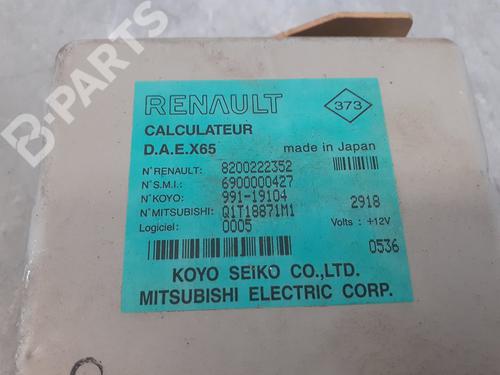 B-PARTS
RENAULT
373
CALCULATEUR
D.A.E.X65 made in Japan
N°RENAULT: 8200222352
N°S.M.I.: 6900000427
N°KOYO: 991-19104 2918
N°MITSUBISHI: Q1T18871M1 Volts : +12V
Logiciel: 0005
0536
KOYO SEIKO CO.,LTD.
MITSUBISHI ELECTRIC CORP.